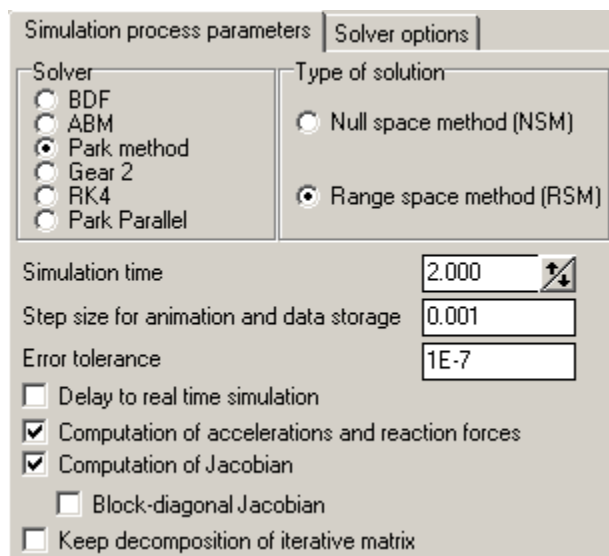 Simulation process parameters
Solver options
Solver
BDF
ABM
Park method
Gear 2
RK4
Park Parallel
Type of solution
Null space method (NSM)
Range space method (RSM)
Simulation time 2.000
Step size for animation and data storage 0.001
Error tolerance 1E-7
Delay to real time simulation
Computation of accelerations and reaction forces
Computation of Jacobian
Block-diagonal Jacobian
Keep decomposition of iterative matrix